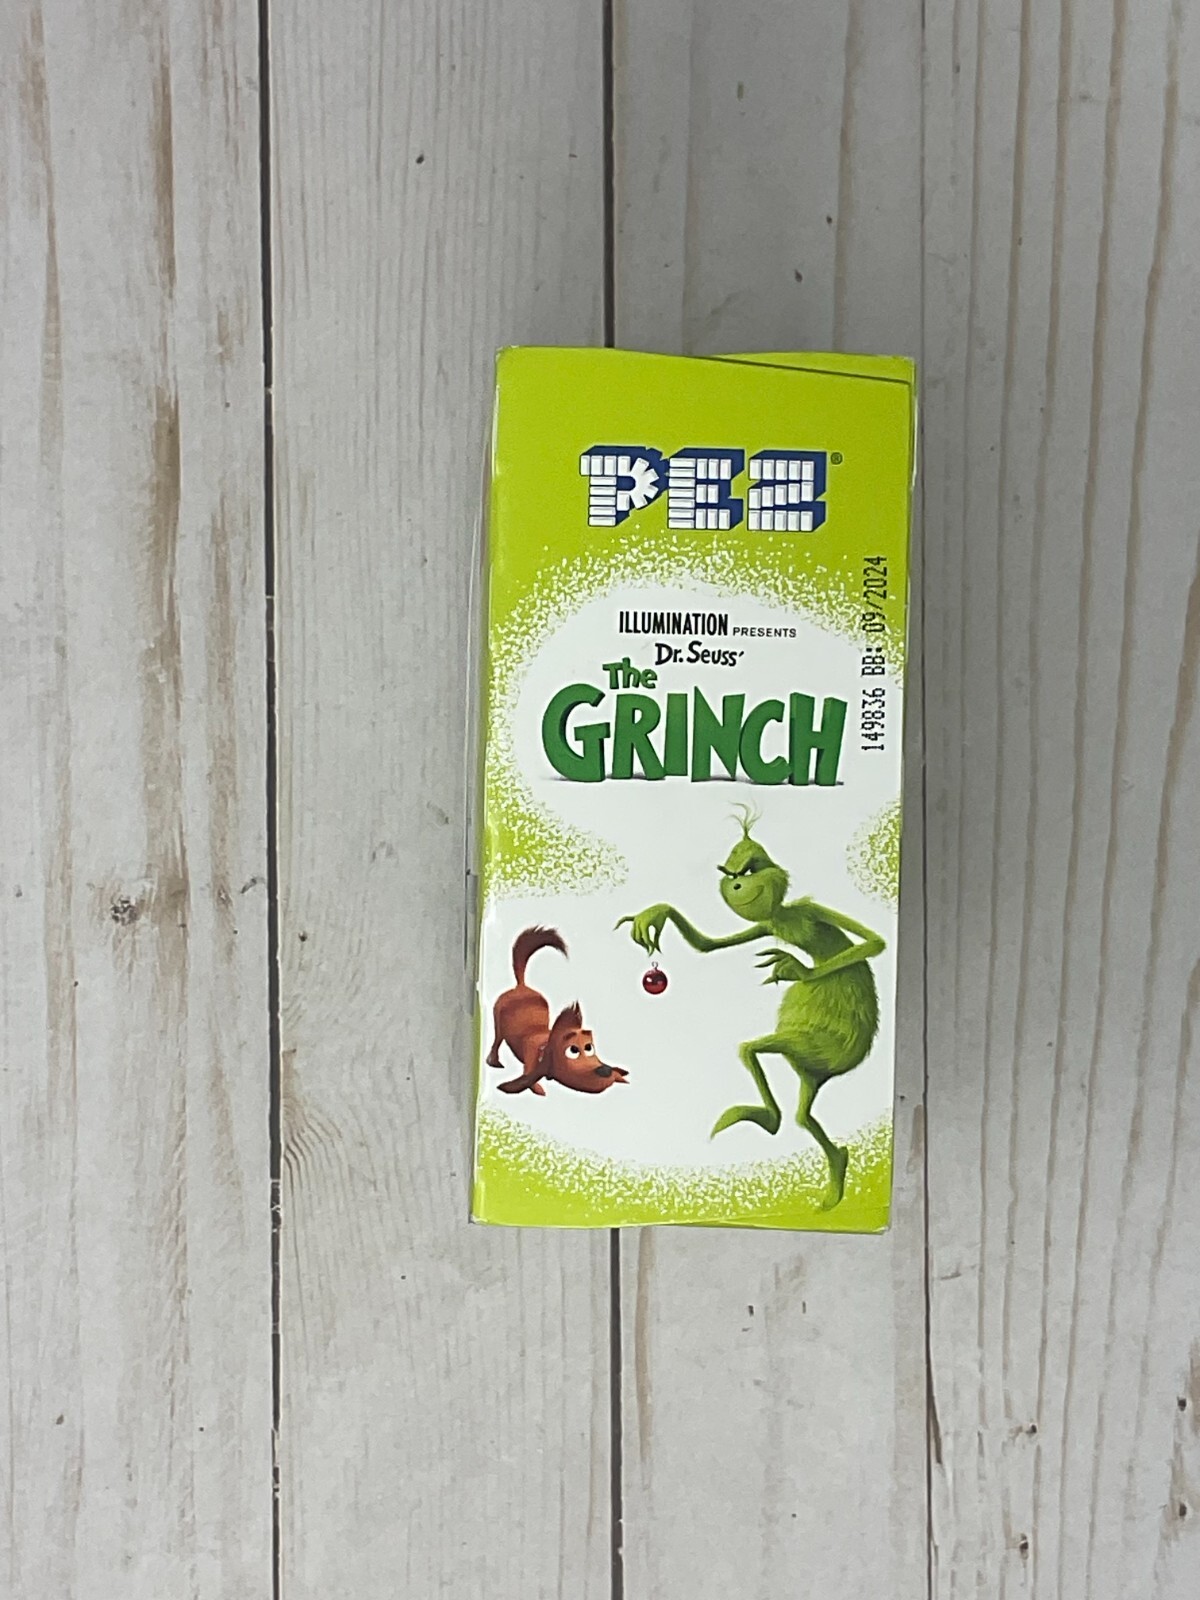 PEZ®
ILLUMINATION PRESENTS
Dr. Seuss'
The
GRINCH
149836 BB: 09/2024